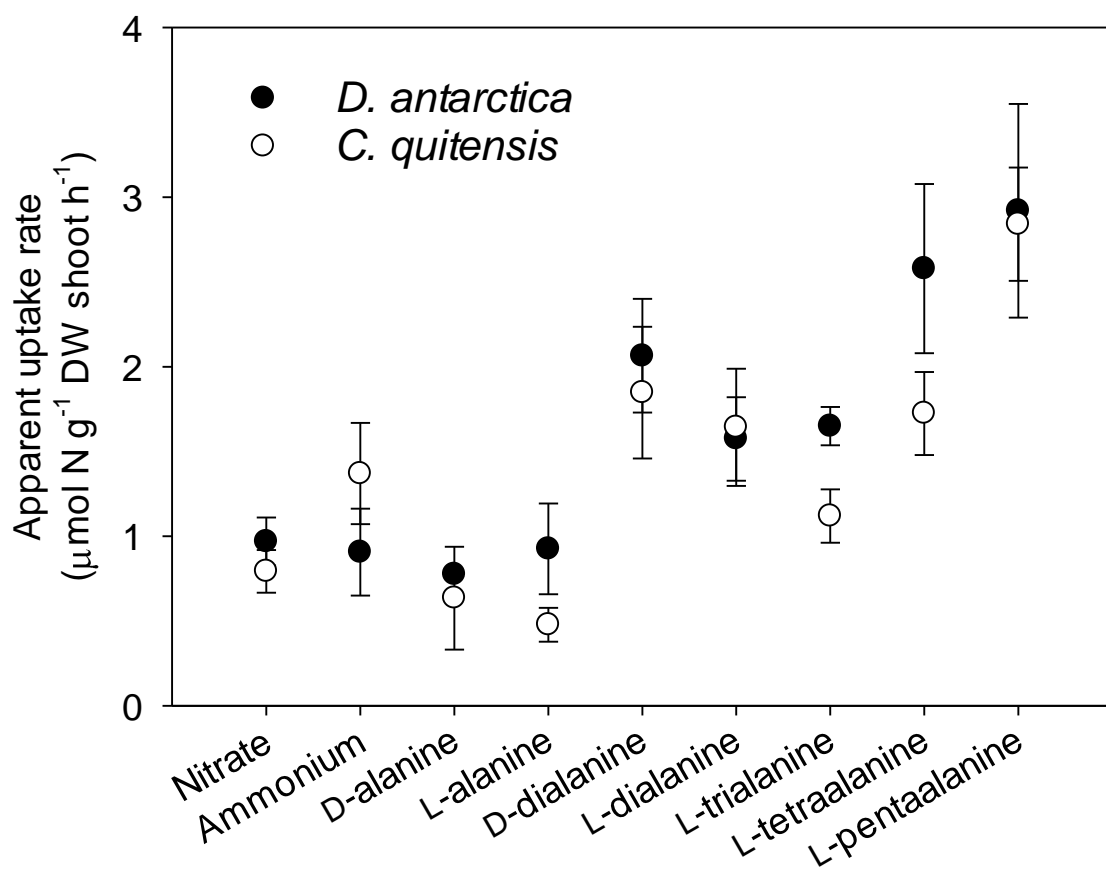 4
3
2
1
0
Apparent uptake rate
(μmol N g⁻¹ DW shoot h⁻¹)
D. antarctica
C. quitensis
Nitrate
Ammonium
D-alanine
L-alanine
D-dialanine
L-dialanine
L-trialanine
L-tetraalanine
L-pentaalanine